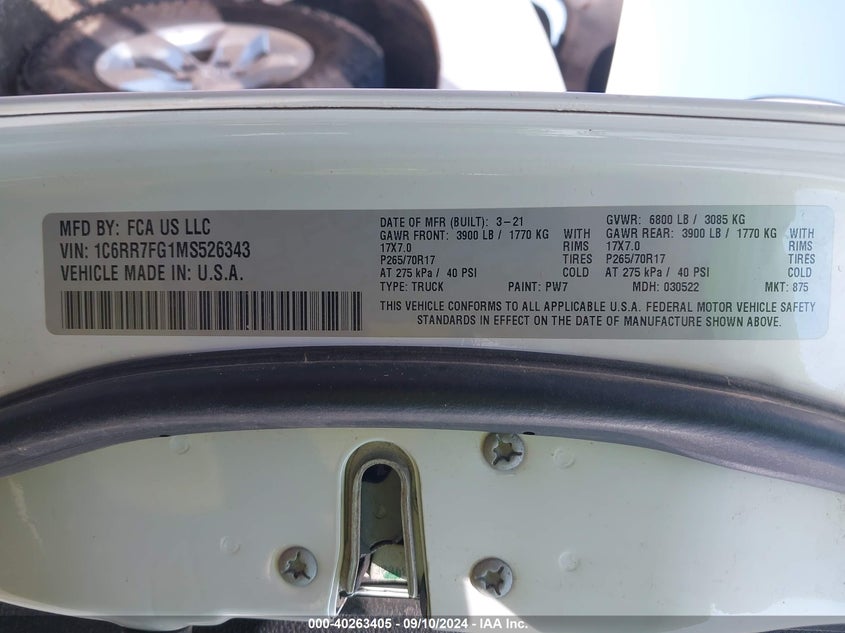 MFD BY: FCA US LLC
VIN: 1C6RR7FG1MS526343
VEHICLE MADE IN: U.S.A.
DATE OF MFR (BUILT): 3-21 GVWR: 6800 LB / 3085 KG
GAWR FRONT: 3900 LB / 1770 KG WITH GAWR REAR: 3900 LB / 1770 KG WITH
17X7.0 RIMS 17X7.0 RIMS
P265/70R17 TIRES P265/70R17 TIRES
AT 275 kPa / 40 PSI COLD AT 275 kPa / 40 PSI COLD
TYPE: TRUCK PAINT: PW7 MDH: 030522 MKT: 875
THIS VEHICLE CONFORMS TO ALL APPLICABLE U.S.A. FEDERAL MOTOR VEHICLE SAFETY
STANDARDS IN EFFECT ON THE DATE OF MANUFACTURE SHOWN ABOVE.
000-40263405 - 09/10/2024 - IAA Inc.